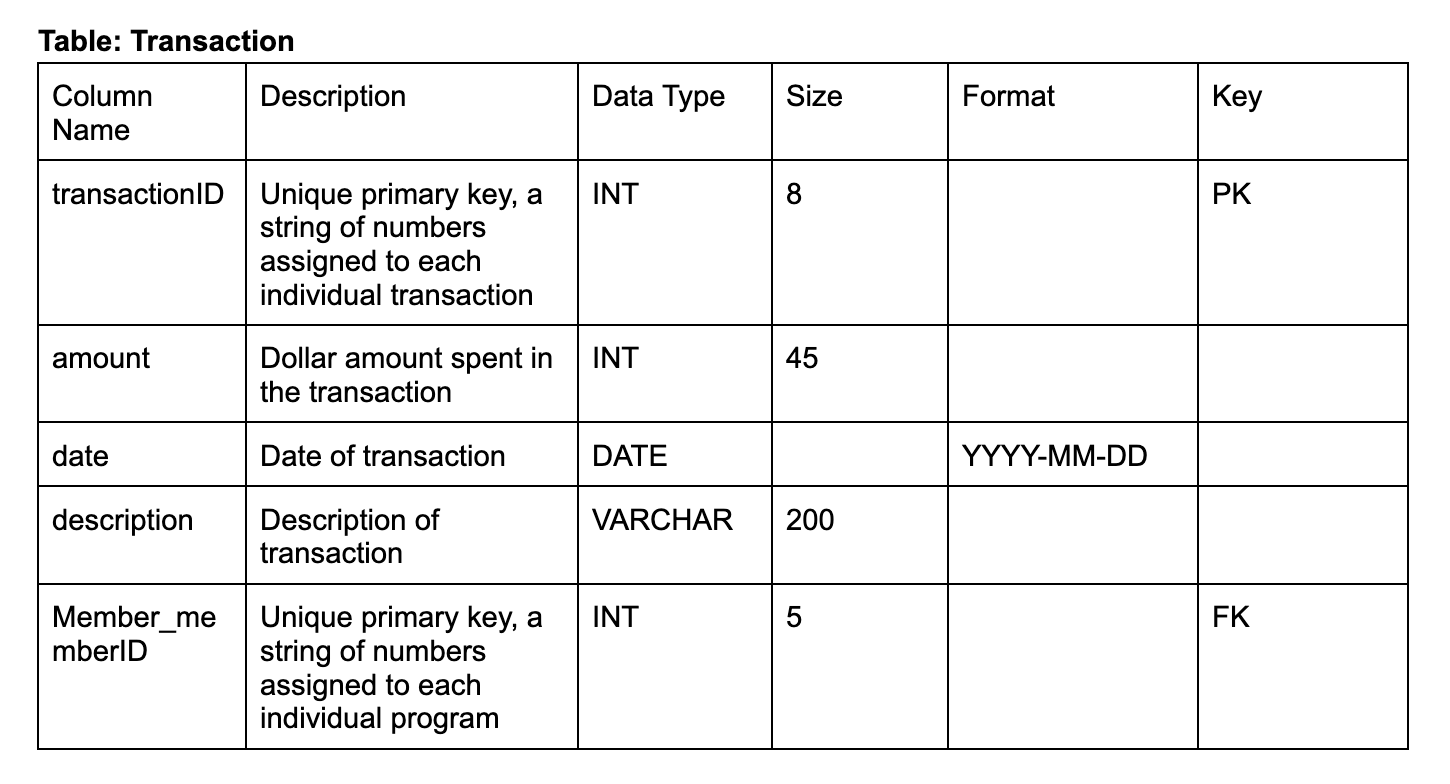 Table: Transaction
Column Name	Description	Data Type	Size	Format	Key
transactionID	Unique primary key, a string of numbers assigned to each individual transaction	INT	8		PK
amount	Dollar amount spent in the transaction	INT	45		
date	Date of transaction	DATE		YYYY-MM-DD	
description	Description of transaction	VARCHAR	200		
Member_memberID	Unique primary key, a string of numbers assigned to each individual program	INT	5		FK